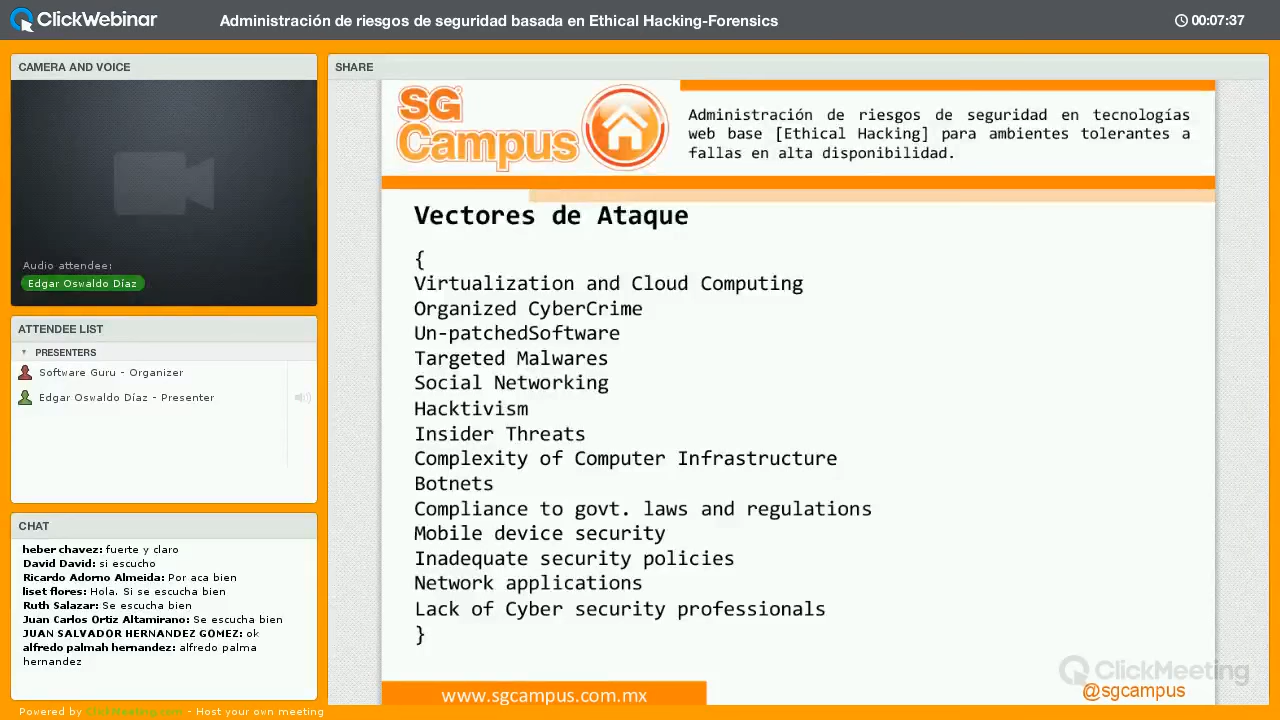 ClickWebinar
Administración de riesgos de seguridad basada en Ethical Hacking-Forensics
00:07:37
CAMERA AND VOICE
Audio attendee:
Edgar Oswaldo Díaz
ATTENDEE LIST
PRESENTERS
Software Guru - Organizer
Edgar Oswaldo Díaz - Presenter
CHAT
heber chavez: fuerte y claro
David David: si escucho
Ricardo Adorno Almeida: Por aca bien
liset flores: Hola. Si se escucha bien
Ruth Salazar: Se escucha bien
Juan Carlos Ortiz Altamirano: Se escucha bien
JUAN SALVADOR HERNANDEZ GOMEZ: ok
alfredo palmah hernandez: alfredo palma
hernandez
Powered by ClickMeeting.com - Host your own meeting
SHARE
SG
Campus
Administración de riesgos de seguridad en tecnologías
web base [Ethical Hacking] para ambientes tolerantes a
fallas en alta disponibilidad.
Vectores de Ataque
{
Virtualization and Cloud Computing
Organized CyberCrime
Un-patchedSoftware
Targeted Malwares
Social Networking
Hacktivism
Insider Threats
Complexity of Computer Infrastructure
Botnets
Compliance to govt. laws and regulations
Mobile device security
Inadequate security policies
Network applications
Lack of Cyber security professionals
}
ClickMeeting
www.sgcampus.com.mx
@sgcampus